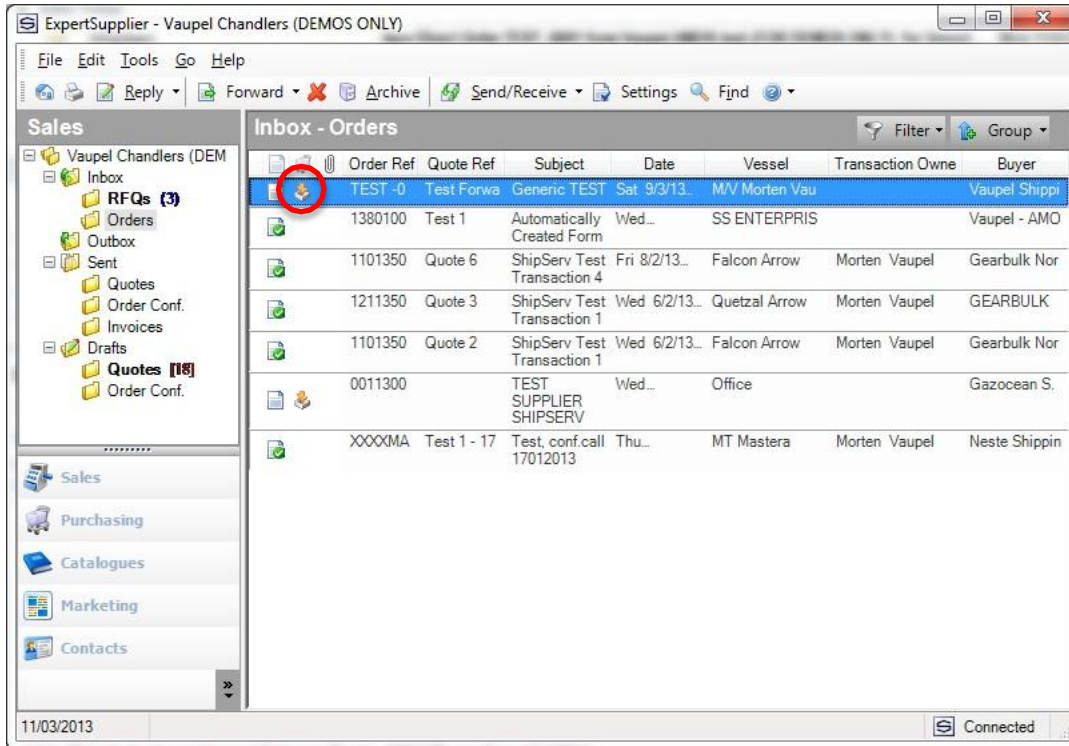 ExpertSupplier - Vaupel Chandlers (DEMOS ONLY)
File Edit Tools Go Help
Reply Forward Archive Send/Receive Settings Find
Sales
Vaupel Chandlers (DEM
Inbox
RFQs (3)
Orders
Outbox
Sent
Quotes
Order Conf.
Invoices
Drafts
Quotes [18]
Order Conf.
Sales
Purchasing
Catalogues
Marketing
Contacts
Inbox - Orders
Filter Group
Order Ref Quote Ref Subject Date Vessel Transaction Owne Buyer
TEST -0 Test Forwa Generic TEST Sat 9/3/13... M/V Morten Vau Vaupel Shippi
1380100 Test 1 Automatically Wed... SS ENTERPRIS Vaupel - AMO
Created Form
1101350 Quote 6 ShipServ Test Fri 8/2/13... Falcon Arrow Morten Vaupel Gearbulk Nor
Transaction 4
1211350 Quote 3 ShipServ Test Wed 6/2/13... Quetzal Arrow Morten Vaupel GEARBULK
Transaction 1
1101350 Quote 2 ShipServ Test Wed 6/2/13... Falcon Arrow Morten Vaupel Gearbulk Nor
Transaction 1
0011300 TEST Wed... Office Gazocean S.
SUPPLIER
SHIPSERV
XXXXMA Test 1 - 17 Test, conf.call Thu... MT Mastera Morten Vaupel Neste Shippin
17012013
11/03/2013 Connected